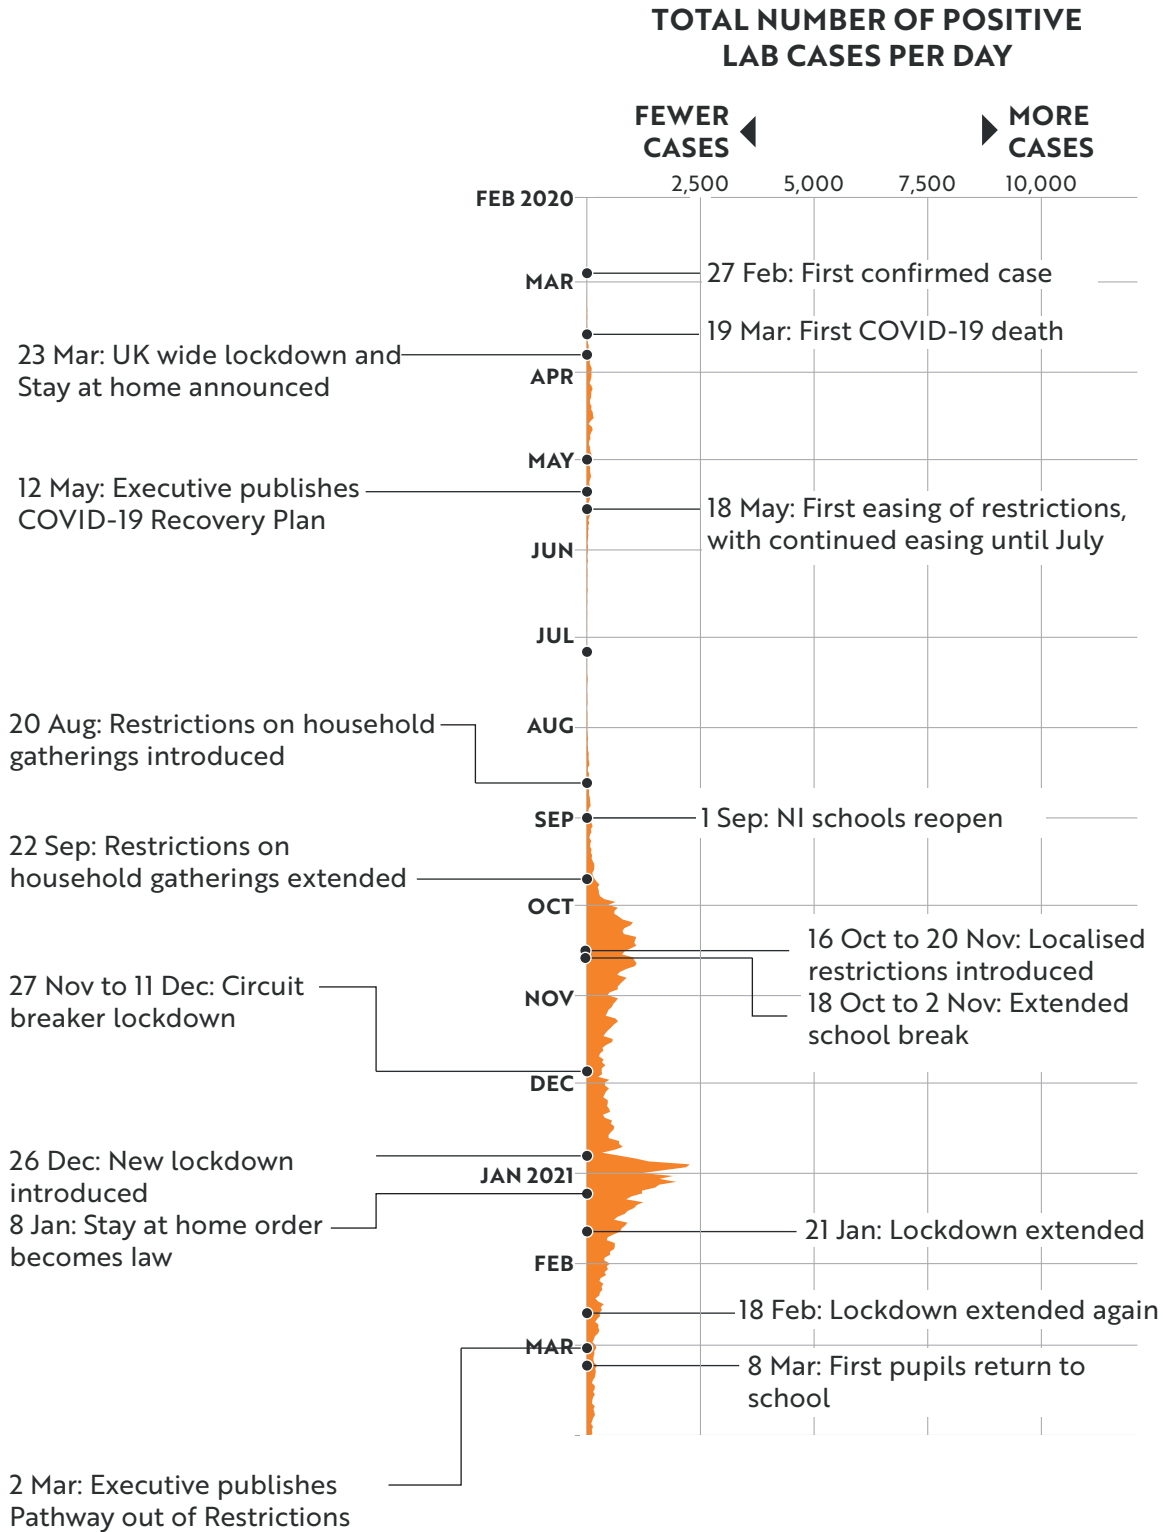 TOTAL NUMBER OF POSITIVE
LAB CASES PER DAY
FEWER
CASES
MORE
CASES
2,500 5,000 7,500 10,000
FEB 2020
27 Feb: First confirmed case
MAR
19 Mar: First COVID-19 death
23 Mar: UK wide lockdown and
Stay at home announced
APR
MAY
12 May: Executive publishes
COVID-19 Recovery Plan
18 May: First easing of restrictions,
with continued easing until July
JUN
JUL
20 Aug: Restrictions on household
gatherings introduced
AUG
SEP
1 Sep: NI schools reopen
22 Sep: Restrictions on
household gatherings extended
OCT
16 Oct to 20 Nov: Localised
restrictions introduced
18 Oct to 2 Nov: Extended
school break
27 Nov to 11 Dec: Circuit
breaker lockdown
NOV
DEC
26 Dec: New lockdown
introduced
JAN 2021
8 Jan: Stay at home order
becomes law
21 Jan: Lockdown extended
FEB
18 Feb: Lockdown extended again
MAR
8 Mar: First pupils return to
school
2 Mar: Executive publishes
Pathway out of Restrictions